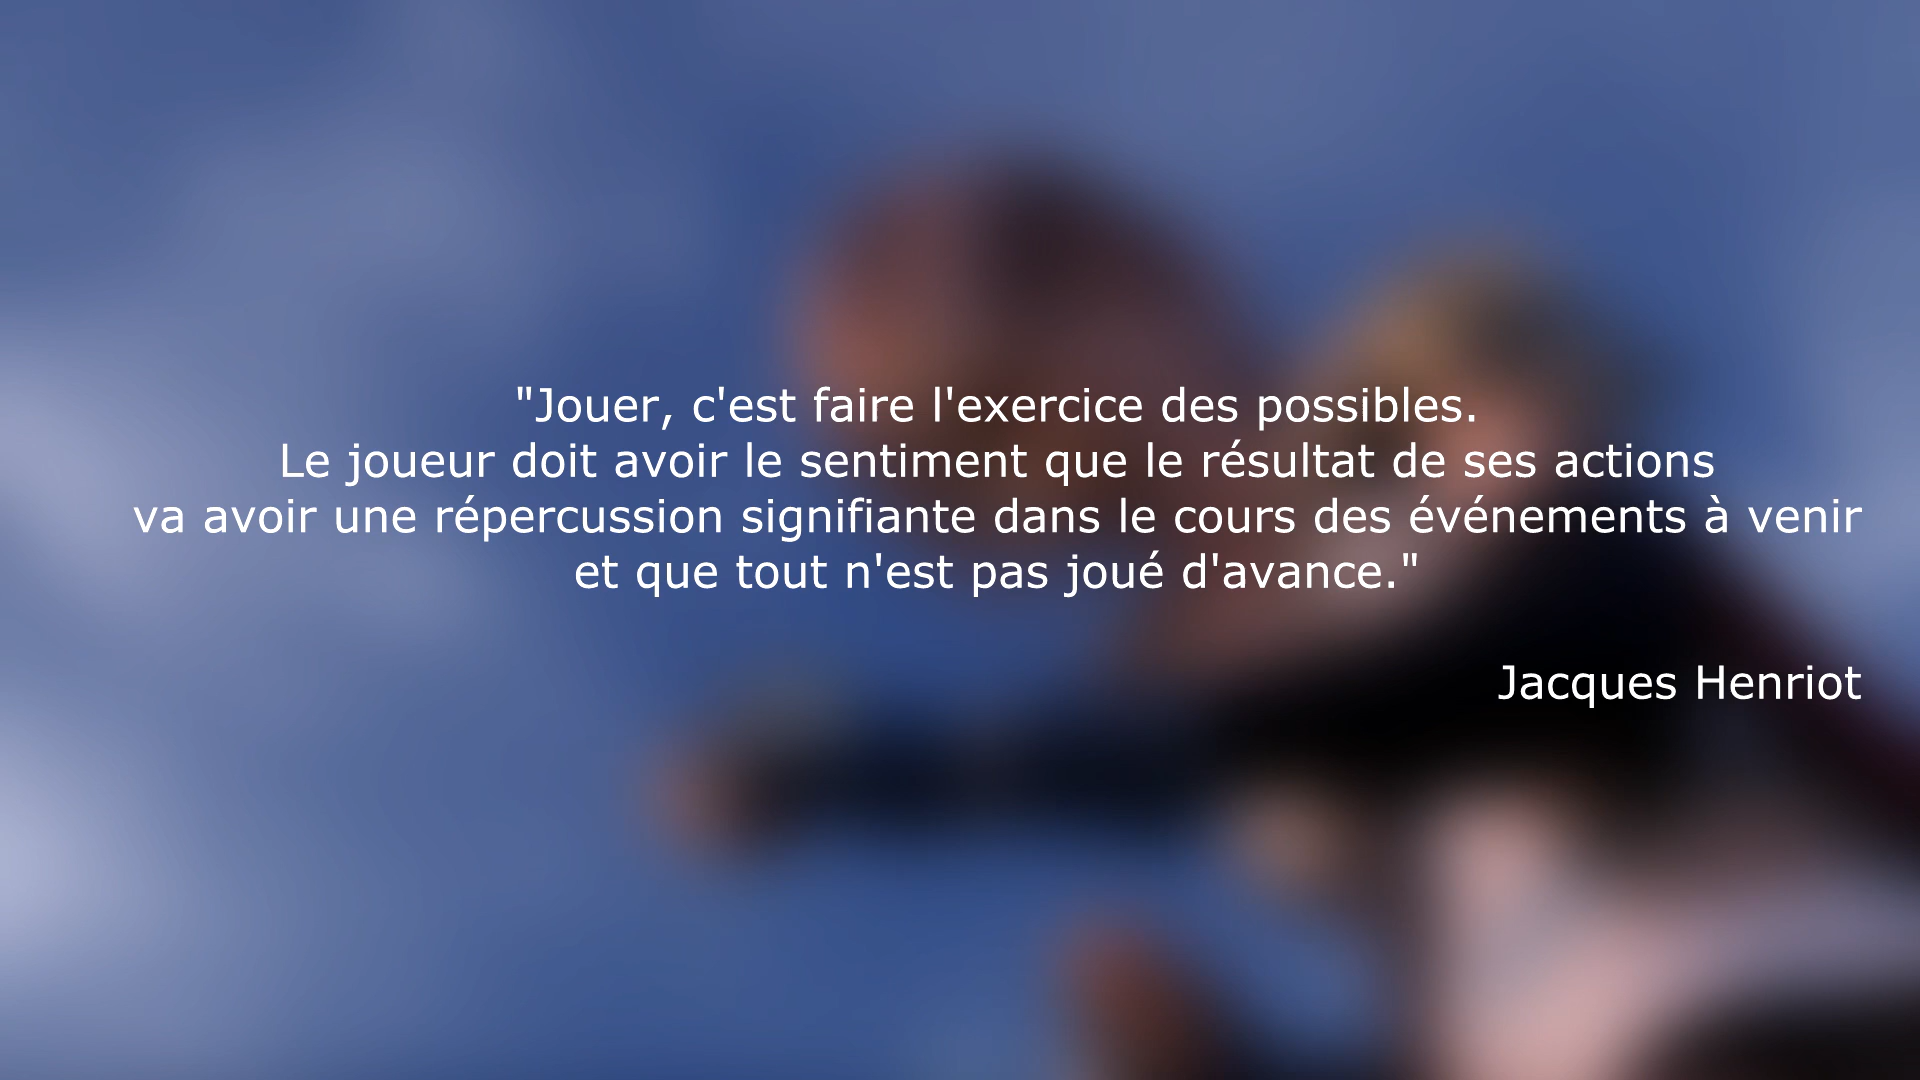 "Jouer, c'est faire l'exercice des possibles.
Le joueur doit avoir le sentiment que le résultat de ses actions
va avoir une répercussion signifiante dans le cours des événements à venir
et que tout n'est pas joué d'avance."
Jacques Henriot